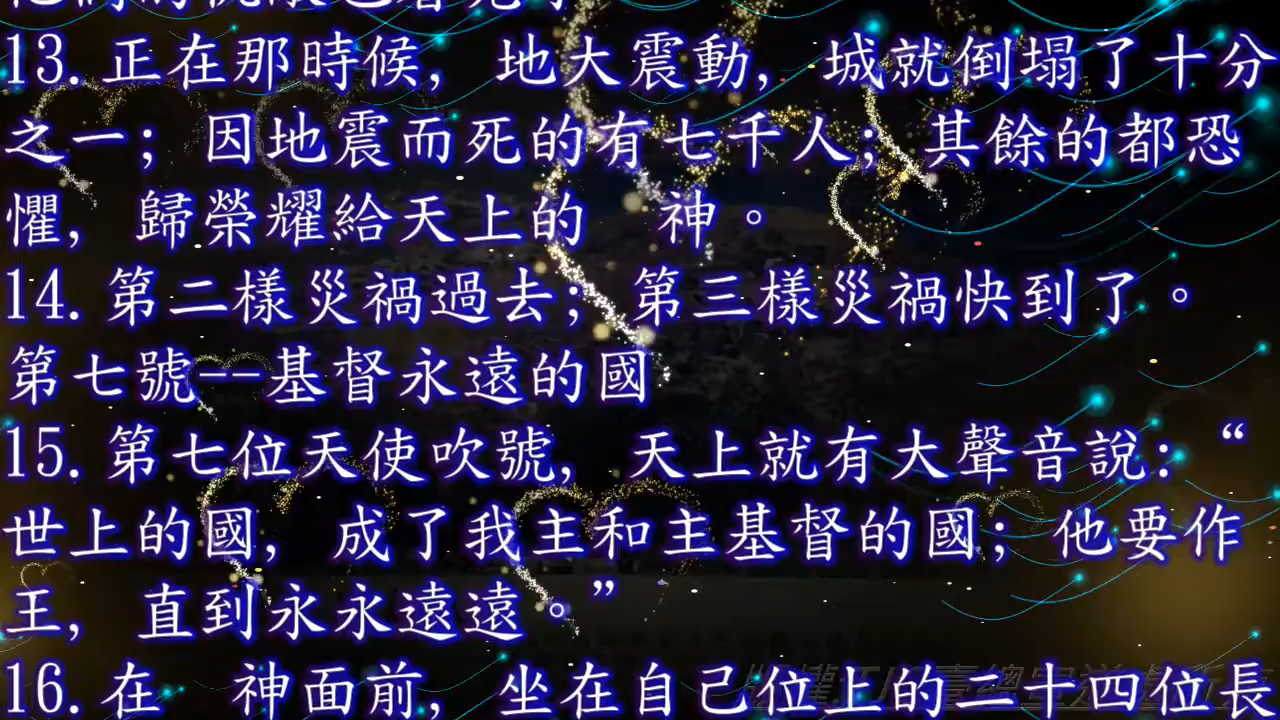 13.正在那時候, 地大震動, 城就倒塌了十分
之一; 因地震而死的有七千人; 其餘的都恐
懼, 歸榮耀給天上的　神。
14.第二樣災禍過去; 第三樣災禍快到了。
第七號--基督永遠的國
15.第七位天使吹號, 天上就有大聲音說:“
世上的國, 成了我主和主基督的國; 他要作
王, 直到永永遠遠。”
16.在　神面前, 坐在自己位上的二十四位長